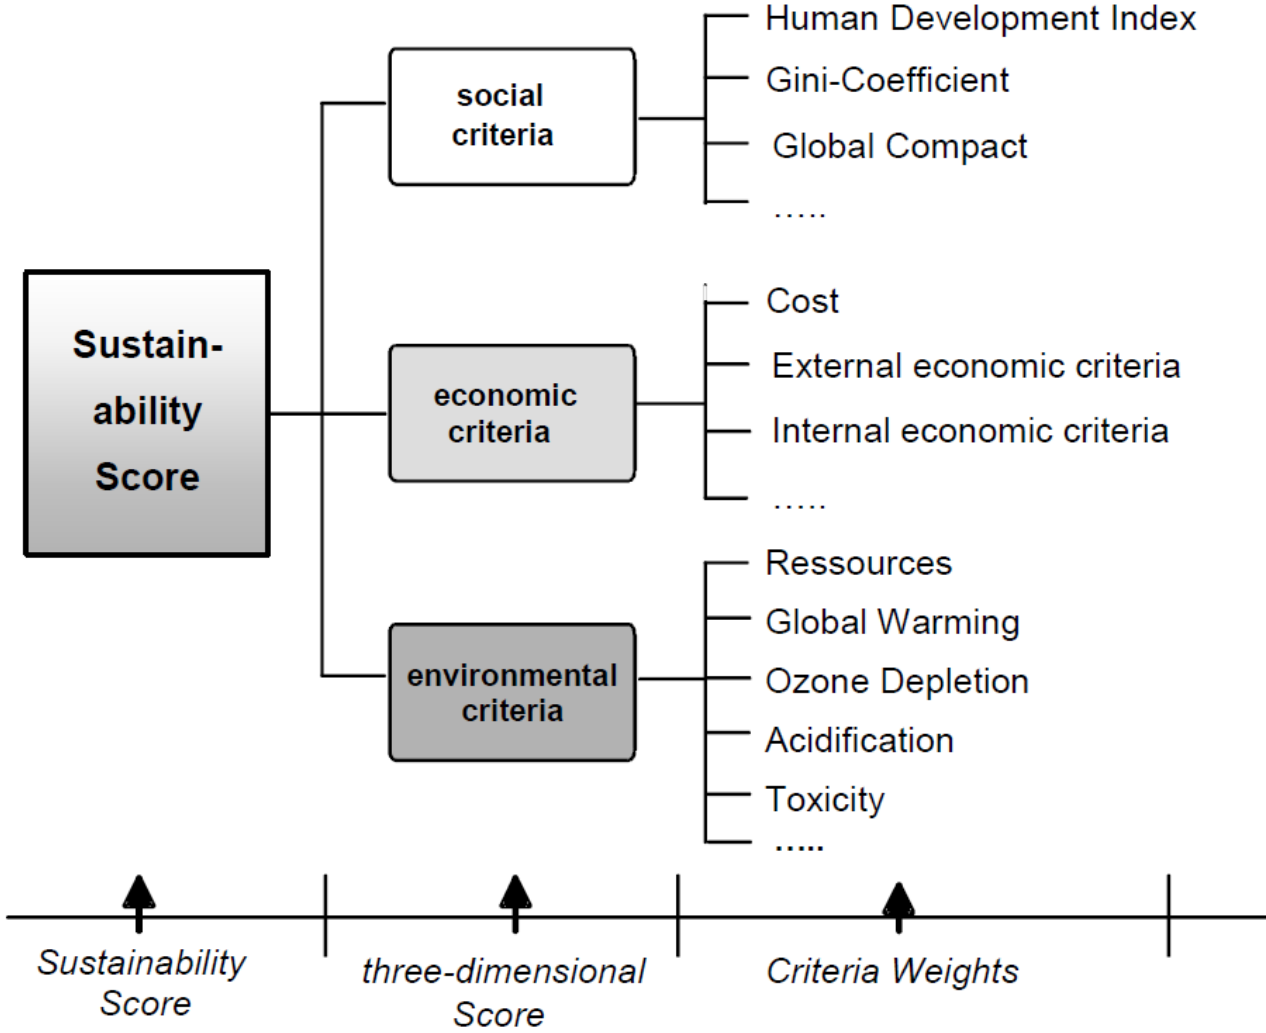 Human Development Index
Gini-Coefficient
Global Compact
.....
social
criteria
Sustain-
ability
Score
Cost
External economic criteria
Internal economic criteria
.....
economic
criteria
Ressources
Global Warming
Ozone Depletion
Acidification
Toxicity
.....
environmental
criteria
Sustainability
Score
three-dimensional
Score
Criteria Weights